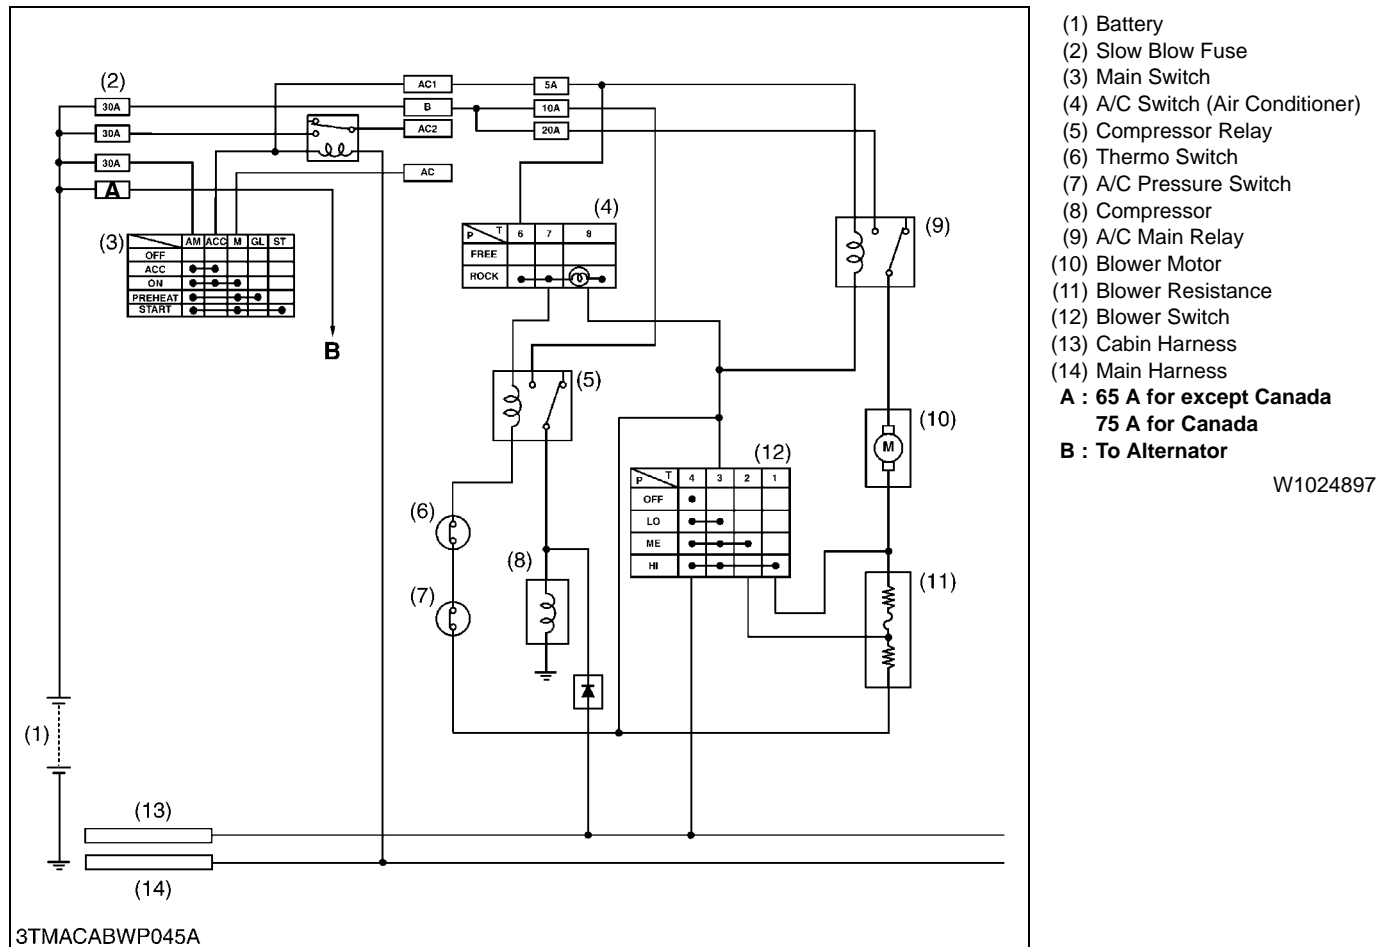 (2)
30A
30A
30A
A
AC1
B
AC2
AC
5A
10A
20A
(3)
AM ACC M GL ST
OFF
ACC
ON
PREHEAT
START
B
(4)
P T 6 7 8
FREE
ROCK
(9)
(5)
(10)
M
(12)
P T 4 3 2 1
OFF
LO
ME
HI
(6)
(8)
(7)
(11)
(1)
(13)
(14)
3TMACABWP045A
(1) Battery
(2) Slow Blow Fuse
(3) Main Switch
(4) A/C Switch (Air Conditioner)
(5) Compressor Relay
(6) Thermo Switch
(7) A/C Pressure Switch
(8) Compressor
(9) A/C Main Relay
(10) Blower Motor
(11) Blower Resistance
(12) Blower Switch
(13) Cabin Harness
(14) Main Harness
A : 65 A for except Canada
75 A for Canada
B : To Alternator
W1024897